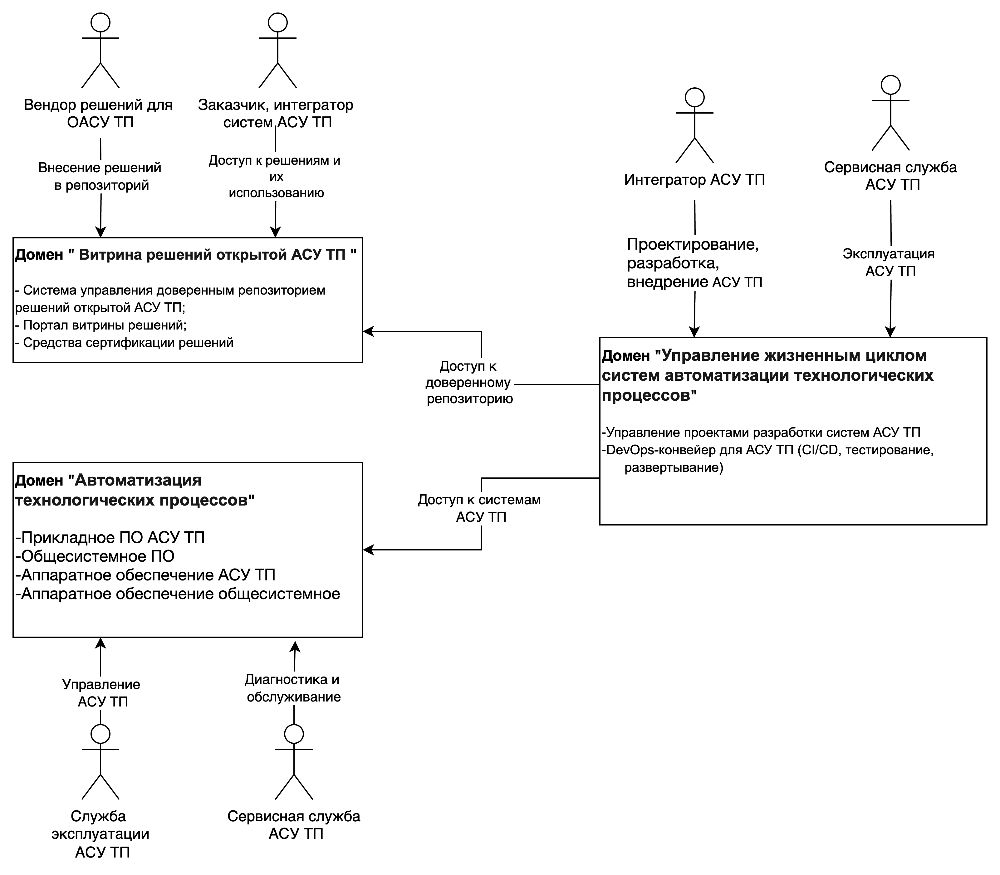 Вендор решений для
ОАСУ ТП
Заказчик, интегратор
систем АСУ ТП
Интегратор АСУ ТП
Сервисная служба
АСУ ТП
Внесение решений
в репозиторий
Доступ к решениям и
их
использованию
Проектирование,
разработка,
внедрение АСУ ТП
Эксплуатация
АСУ ТП
Домен " Витрина решений открытой АСУ ТП "
- Система управления доверенным репозиторием
решений открытой АСУ ТП;
- Портал витрины решений;
- Средства сертификации решений
Доступ к
доверенному
репозиторию
Домен "Управление жизненным циклом
систем автоматизации технологических
процессов"
-Управление проектами разработки систем АСУ ТП
-DevOps-конвейер для АСУ ТП (CI/CD, тестирование,
развертывание)
Доступ к системам
АСУ ТП
Домен "Автоматизация
технологических процессов"
-Прикладное ПО АСУ ТП
-Общесистемное ПО
-Аппаратное обеспечение АСУ ТП
-Аппаратное обеспечение общесистемное
Управление
АСУ ТП
Диагностика и
обслуживание
Служба
эксплуатации
АСУ ТП
Сервисная служба
АСУ ТП